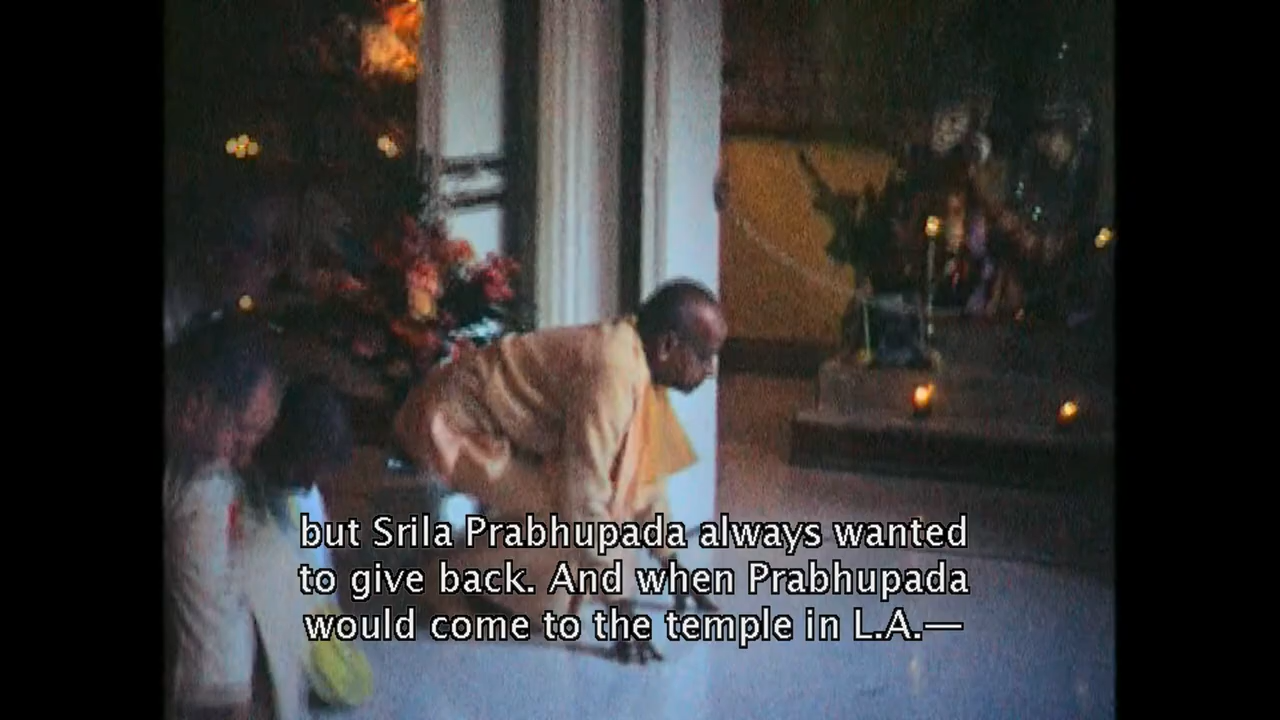 but Srila Prabhupada always wanted
to give back. And when Prabhupada
would come to the temple in L.A.—